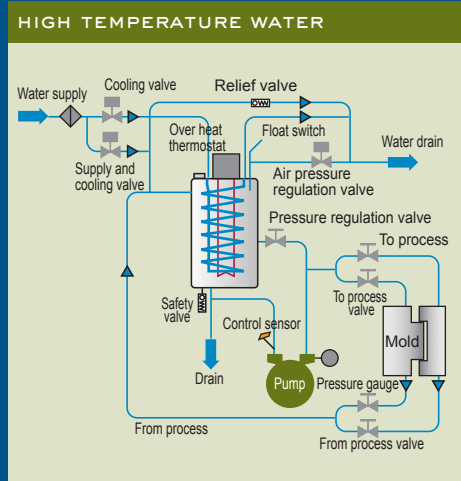 HIGH TEMPERATURE WATER
Cooling valve
Relief valve
Water supply
Over heat
thermostat
Float switch
Water drain
Supply and
cooling valve
Air pressure
regulation valve
Pressure regulation valve
To process
To process
valve
Safety
valve
Control sensor
Mold
Drain
Pump
Pressure gauge
From process
From process valve